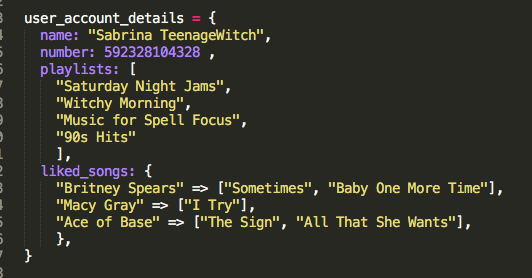 user_account_details = {
name: "Sabrina TeenageWitch",
number: 592328104328 ,
playlists: [
"Saturday Night Jams",
"Witchy Morning",
"Music for Spell Focus",
"90s Hits"
],
liked_songs: {
"Britney Spears" => ["Sometimes", "Baby One More Time"],
"Macy Gray" => ["I Try"],
"Ace of Base" => ["The Sign", "All That She Wants"],
},
}